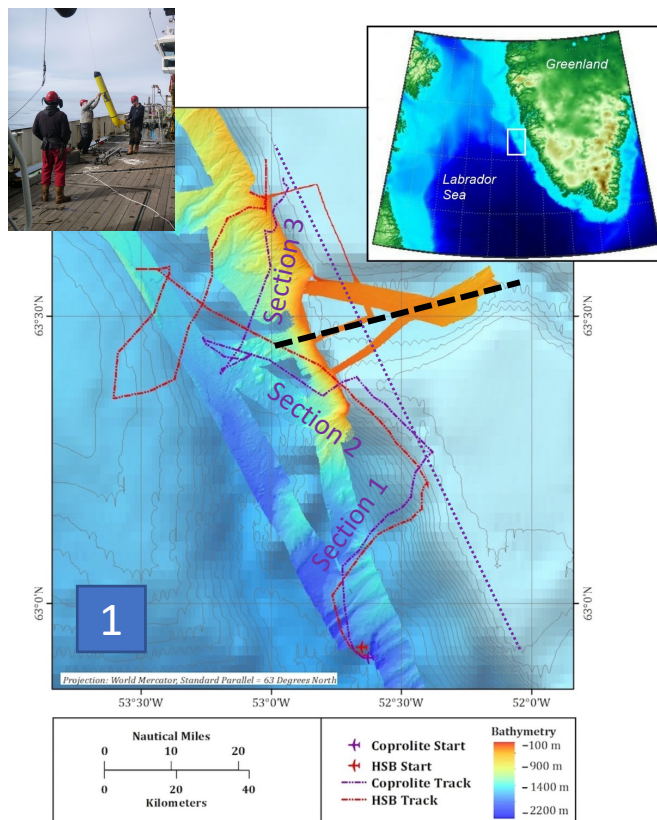 Greenland
Labrador
Sea
Section 3
Section 2
Section 1
63°30'N
63°30'N
63°0'N
63°0'N
1
Projection: World Mercator, Standard Parallel = 63 Degrees North
53°30'W
53°0'W
52°30'W
52°0'W
Nautical Miles
0 10 20
0 20 40
Kilometers
Coprolite Start
HSB Start
Coprolite Track
HSB Track
Bathymetry
-100 m
-900 m
-1400 m
-2200 m